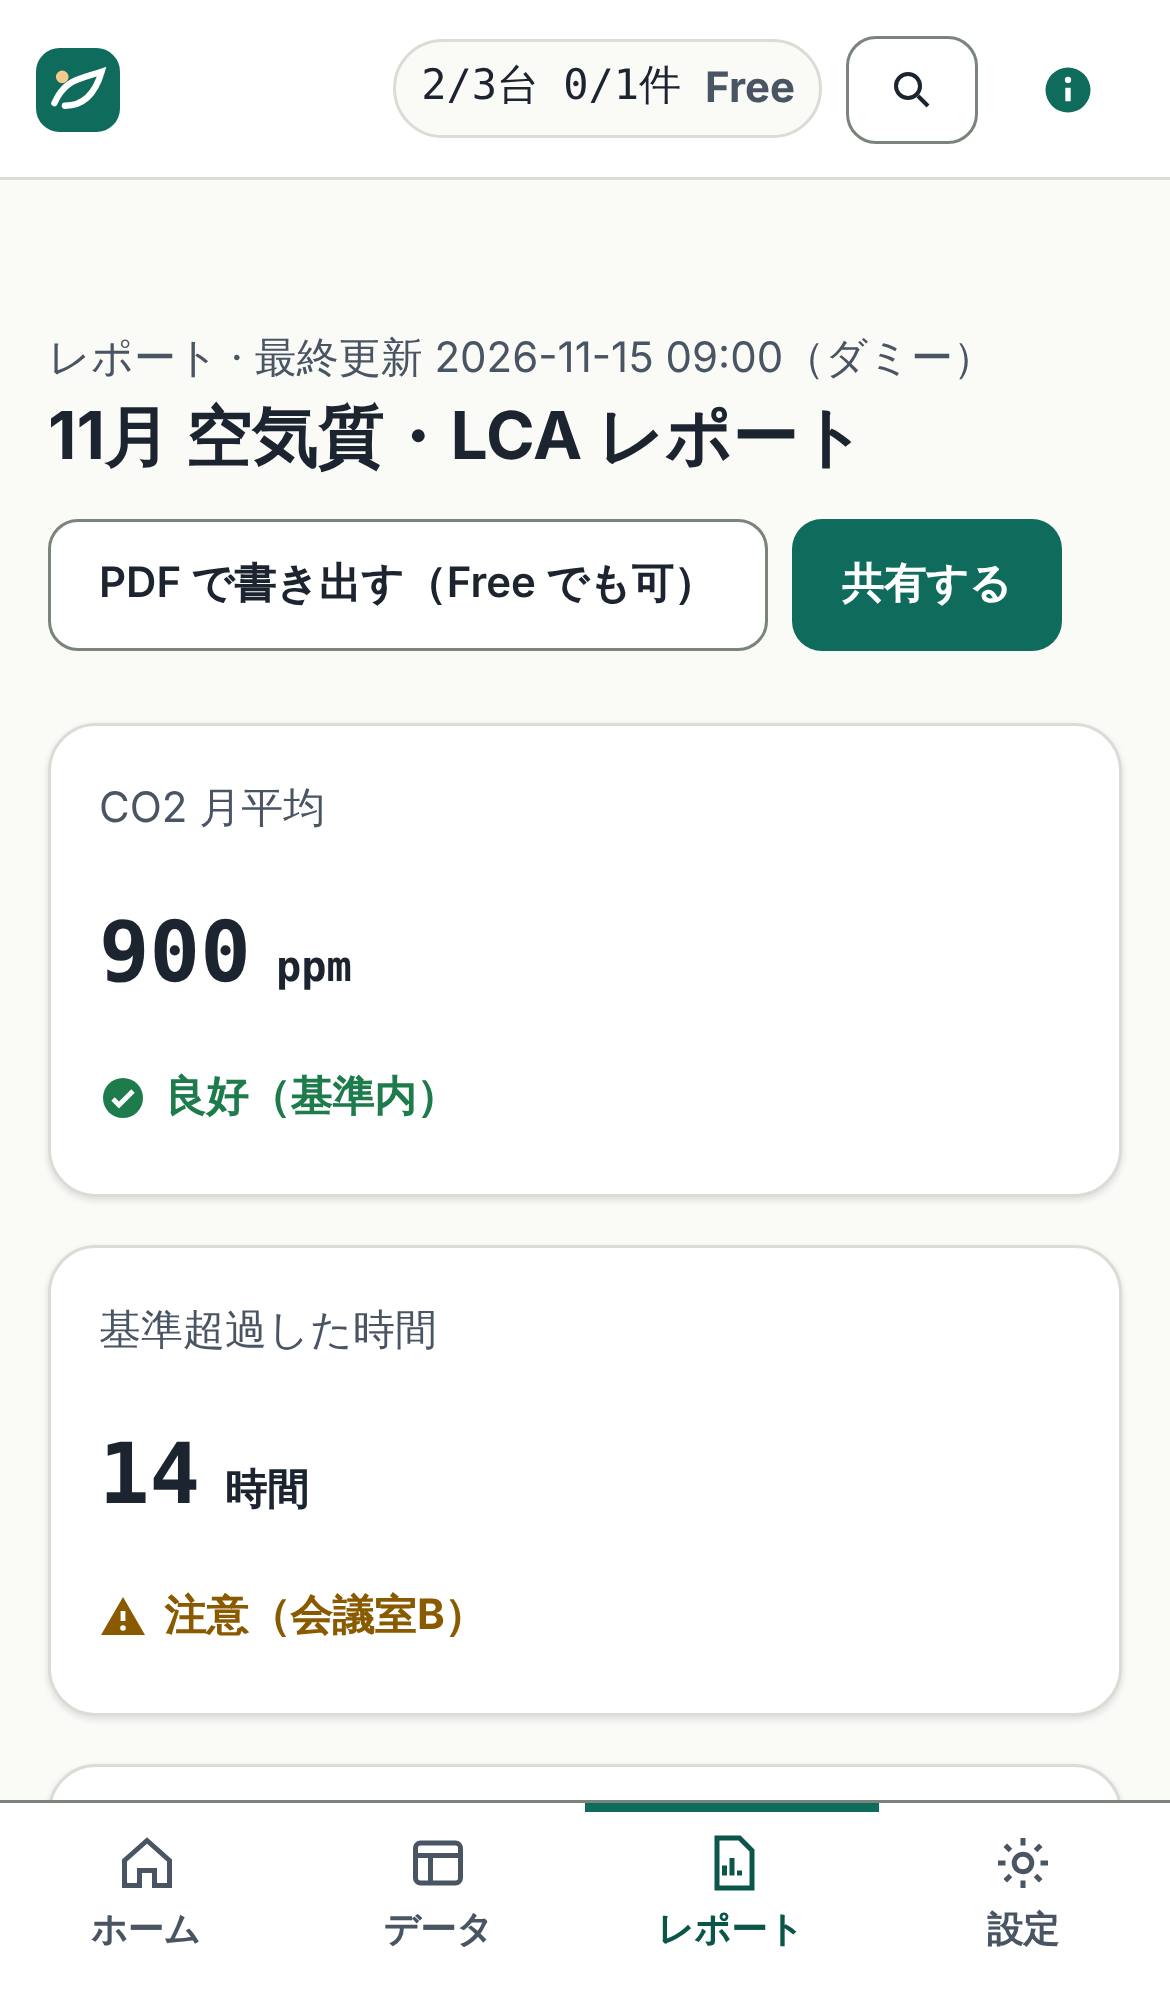 2/3台 0/1件 Free
レポート · 最終更新 2026-11-15 09:00（ダミー）
11月 空気質・LCA レポート
PDF で書き出す（Free でも可）
共有する
CO2 月平均
900 ppm
良好（基準内）
基準超過した時間
14 時間
注意（会議室B）
ホーム
データ
レポート
設定